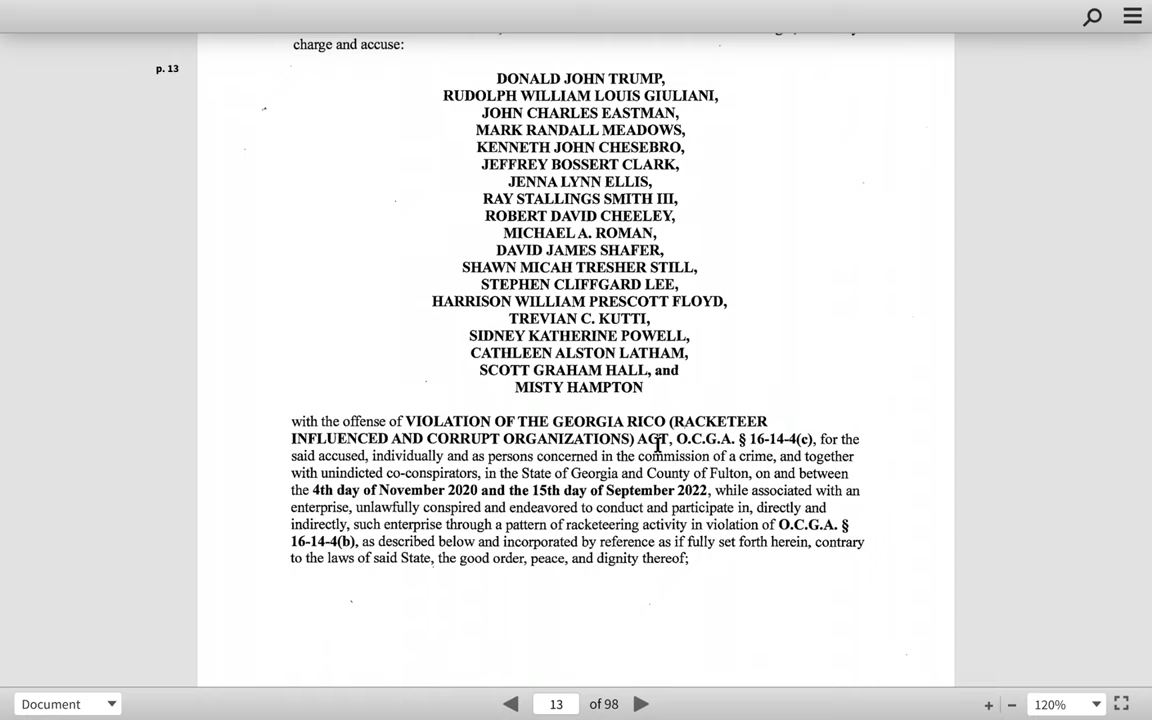 charge and accuse:
p. 13
DONALD JOHN TRUMP,
RUDOLPH WILLIAM LOUIS GIULIANI,
JOHN CHARLES EASTMAN,
MARK RANDALL MEADOWS,
KENNETH JOHN CHESEBRO,
JEFFREY BOSSERT CLARK,
JENNA LYNN ELLIS,
RAY STALLINGS SMITH III,
ROBERT DAVID CHEELEY,
MICHAEL A. ROMAN,
DAVID JAMES SHAFER,
SHAWN MICAH TRESHER STILL,
STEPHEN CLIFFGARD LEE,
HARRISON WILLIAM PRESCOTT FLOYD,
TREVIAN C. KUTTI,
SIDNEY KATHERINE POWELL,
CATHLEEN ALSTON LATHAM,
SCOTT GRAHAM HALL, and
MISTY HAMPTON
with the offense of VIOLATION OF THE GEORGIA RICO (RACKETEER
INFLUENCED AND CORRUPT ORGANIZATIONS) ACT, O.C.G.A. § 16-14-4(c), for the
said accused, individually and as persons concerned in the commission of a crime, and together
with unindicted co-conspirators, in the State of Georgia and County of Fulton, on and between
the 4th day of November 2020 and the 15th day of September 2022, while associated with an
enterprise, unlawfully conspired and endeavored to conduct and participate in, directly and
indirectly, such enterprise through a pattern of racketeering activity in violation of O.C.G.A. §
16-14-4(b), as described below and incorporated by reference as if fully set forth herein, contrary
to the laws of said State, the good order, peace, and dignity thereof;
Document
13 of 98
120%